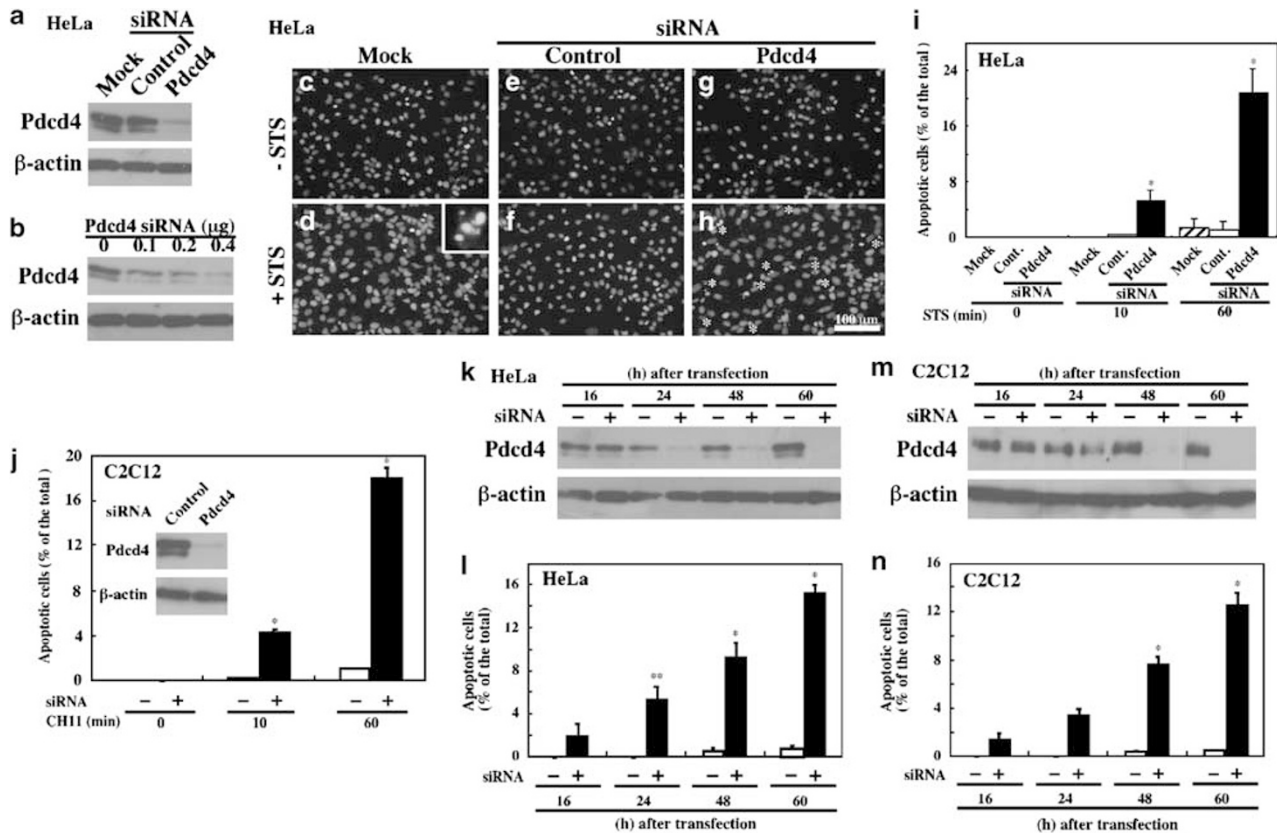 a
HeLa
siRNA
Mock
Control
Pdcd4
Pdcd4
β-actin
b
Pdcd4 siRNA (μg)
0 0.1 0.2 0.4
Pdcd4
β-actin
HeLa
siRNA
Mock Control Pdcd4
- STS
+ STS
c
e
g
d
f
h
* * * * * * * * * *
100 μm
i
HeLa
Apoptotic cells (% of the total)
24
16
8
0
*
*
Mock Cont. Pdcd4 Mock Cont. Pdcd4 Mock Cont. Pdcd4
siRNA siRNA siRNA
STS (min) 0 10 60
j
C2C12
Apoptotic cells (% of the total)
20
16
12
8
4
0
siRNA
Control
Pdcd4
Pdcd4
β-actin
*
*
siRNA − + − + − +
CH11 (min) 0 10 60
k HeLa (h) after transfection
16 24 48 60
siRNA − + − + − + − +
Pdcd4
β-actin
m C2C12 (h) after transfection
16 24 48 60
siRNA − + − + − + − +
Pdcd4
β-actin
l
HeLa
Apoptotic cells
(% of the total)
16
12
8
4
0
**
*
*
siRNA − + − + − + − +
16 24 48 60
(h) after transfection
n
C2C12
Apoptotic cells
(% of the total)
16
12
8
4
0
*
*
siRNA − + − + − + − +
16 24 48 60
(h) after transfection